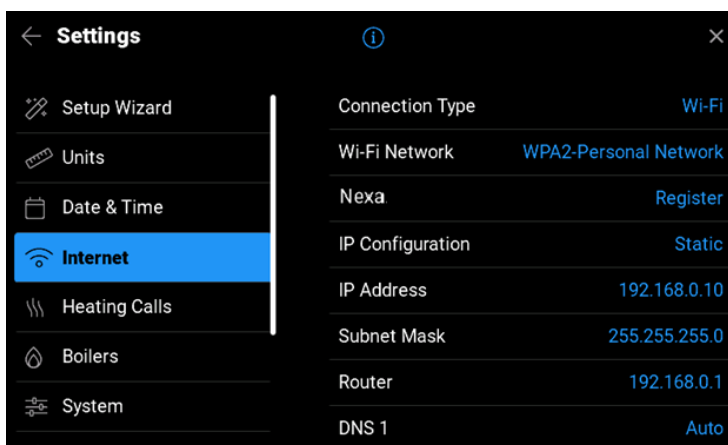 Settings
Setup Wizard
Units
Date & Time
Internet
Heating Calls
Boilers
System
Connection Type Wi-Fi
Wi-Fi Network WPA2-Personal Network
Nexa Register
IP Configuration Static
IP Address 192.168.0.10
Subnet Mask 255.255.255.0
Router 192.168.0.1
DNS 1 Auto